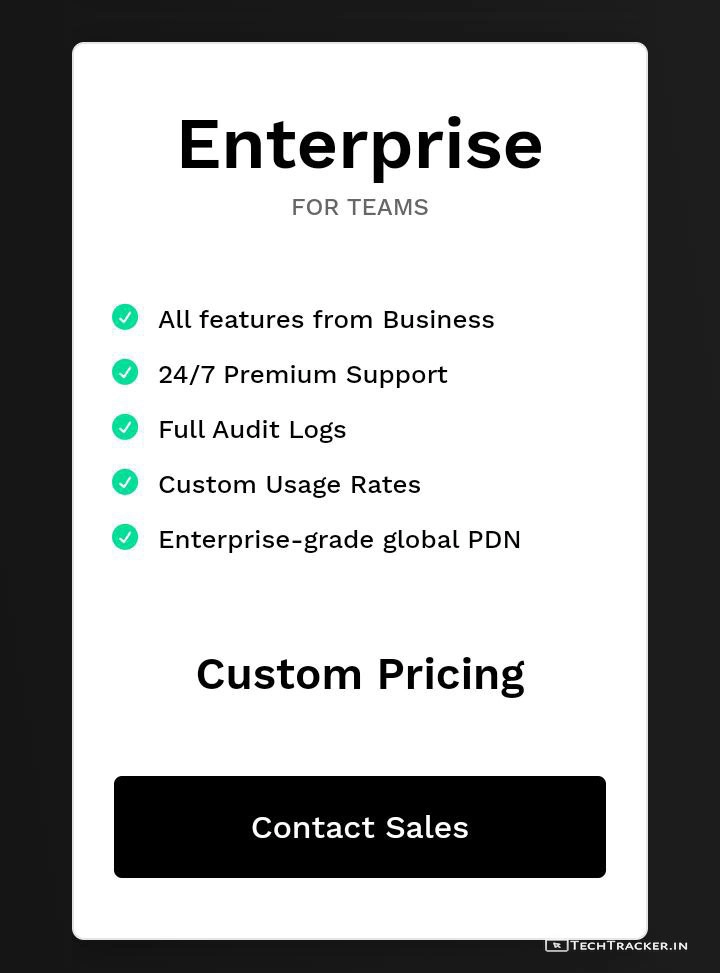 Enterprise
FOR TEAMS
All features from Business
24/7 Premium Support
Full Audit Logs
Custom Usage Rates
Enterprise-grade global PDN
Custom Pricing
Contact Sales
TECHTRACKER.IN